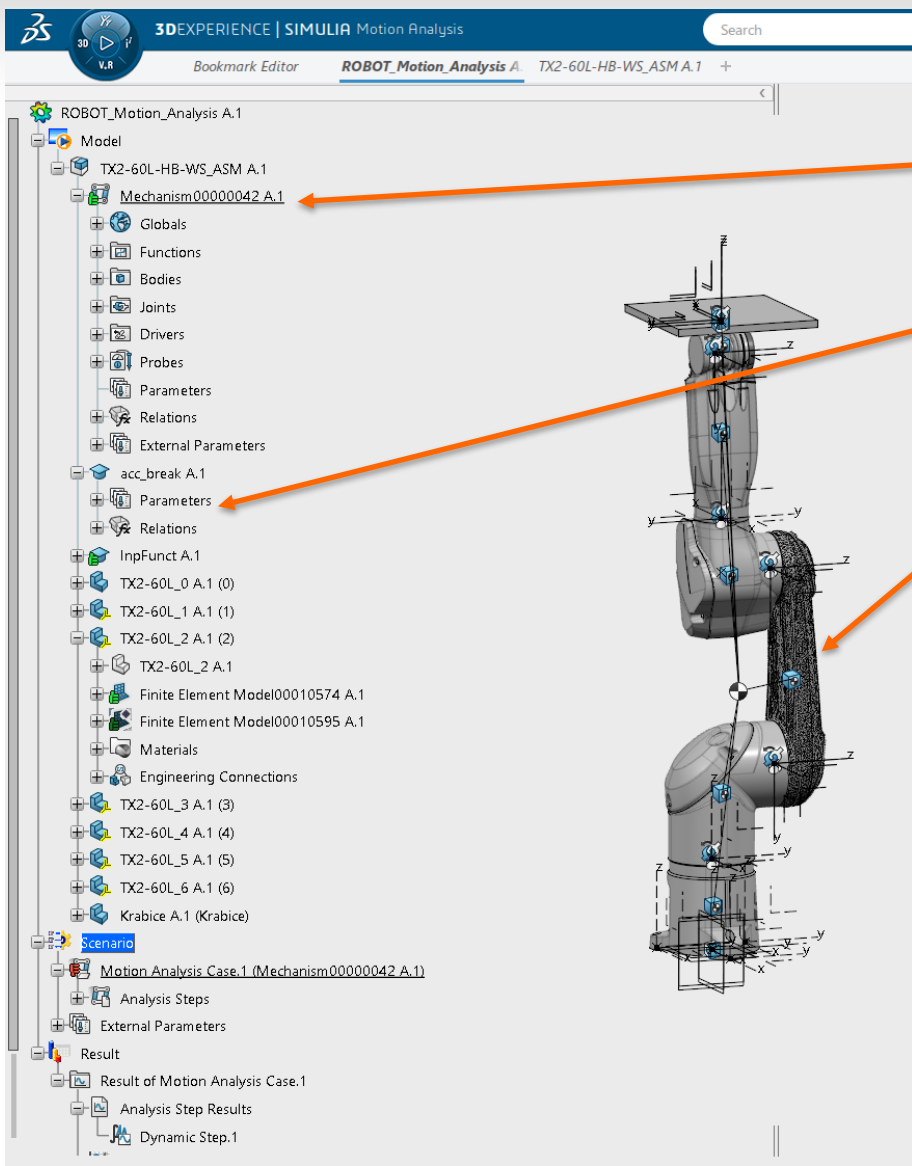 3DEXPERIENCE | SIMULIA Motion Analysis
Search
3D
V.R
Bookmark Editor
ROBOT_Motion_Analysis A.
TX2-60L-HB-WS_ASM A.1
+
ROBOT_Motion_Analysis A.1
Model
TX2-60L-HB-WS_ASM A.1
Mechanism00000042 A.1
Globals
Functions
Bodies
Joints
Drivers
Probes
Parameters
Relations
External Parameters
acc_break A.1
Parameters
Relations
InpFunct A.1
TX2-60L_0 A.1 (0)
TX2-60L_1 A.1 (1)
TX2-60L_2 A.1 (2)
TX2-60L_2 A.1
Finite Element Model00010574 A.1
Finite Element Model00010595 A.1
Materials
Engineering Connections
TX2-60L_3 A.1 (3)
TX2-60L_4 A.1 (4)
TX2-60L_5 A.1 (5)
TX2-60L_6 A.1 (6)
Krabice A.1 (Krabice)
Scenario
Motion Analysis Case.1 (Mechanism00000042 A.1)
Analysis Steps
External Parameters
Result
Result of Motion Analysis Case.1
Analysis Step Results
Dynamic Step.1